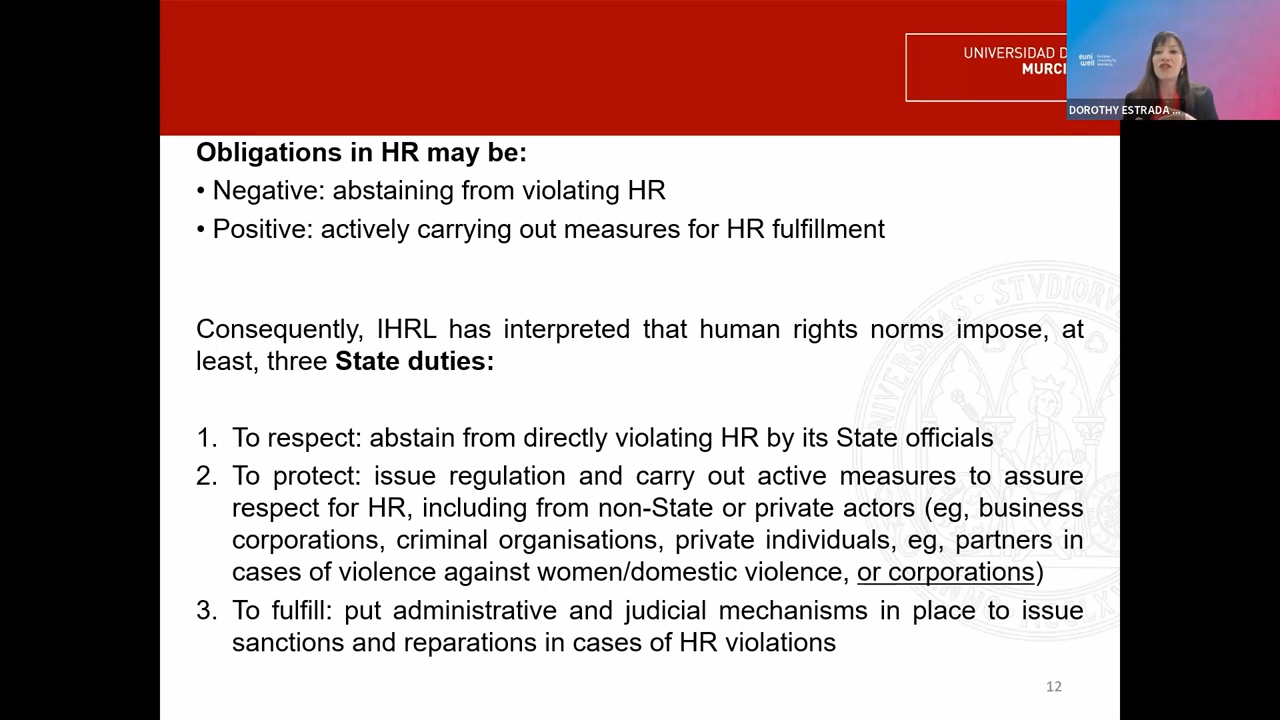 UNIVERSIDAD D
MURCI
euni
well
DOROTHY ESTRADA ...
Obligations in HR may be:
• Negative: abstaining from violating HR
• Positive: actively carrying out measures for HR fulfillment
Consequently, IHRL has interpreted that human rights norms impose, at
least, three State duties:
1. To respect: abstain from directly violating HR by its State officials
2. To protect: issue regulation and carry out active measures to assure
respect for HR, including from non-State or private actors (eg, business
corporations, criminal organisations, private individuals, eg, partners in
cases of violence against women/domestic violence, or corporations)
3. To fulfill: put administrative and judicial mechanisms in place to issue
sanctions and reparations in cases of HR violations
12